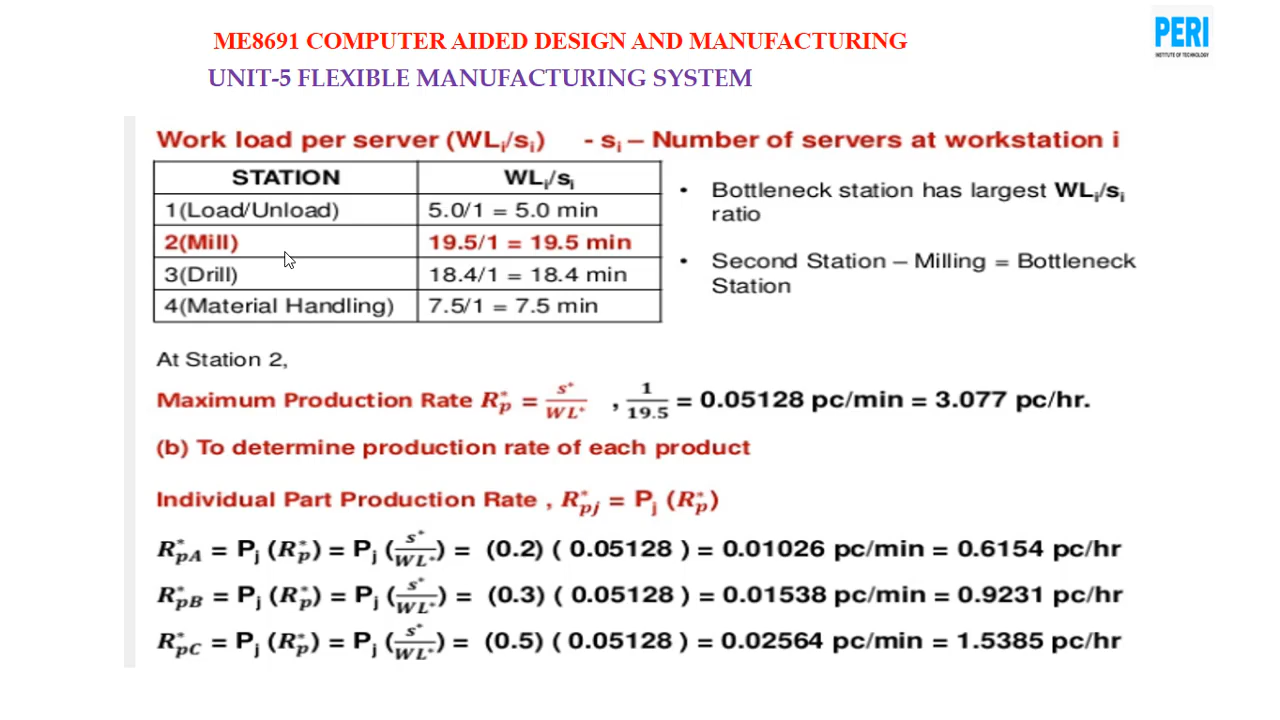 ME8691 COMPUTER AIDED DESIGN AND MANUFACTURING
PERI
INSTITUTE OF TECHNOLOGY
UNIT-5 FLEXIBLE MANUFACTURING SYSTEM
Work load per server (WLi/si) - si – Number of servers at workstation i
STATION WLi/si
1(Load/Unload) 5.0/1 = 5.0 min
2(Mill) 19.5/1 = 19.5 min
3(Drill) 18.4/1 = 18.4 min
4(Material Handling) 7.5/1 = 7.5 min
• Bottleneck station has largest WLi/si
ratio
• Second Station – Milling = Bottleneck
Station
At Station 2,
Maximum Production Rate R*p = s*/WL* , 1/19.5 = 0.05128 pc/min = 3.077 pc/hr.
(b) To determine production rate of each product
Individual Part Production Rate , R*pj = Pj (R*p)
R*pA = Pj (R*p) = Pj (s*/WL*) = (0.2) ( 0.05128 ) = 0.01026 pc/min = 0.6154 pc/hr
R*pB = Pj (R*p) = Pj (s*/WL*) = (0.3) ( 0.05128 ) = 0.01538 pc/min = 0.9231 pc/hr
R*pC = Pj (R*p) = Pj (s*/WL*) = (0.5) ( 0.05128 ) = 0.02564 pc/min = 1.5385 pc/hr